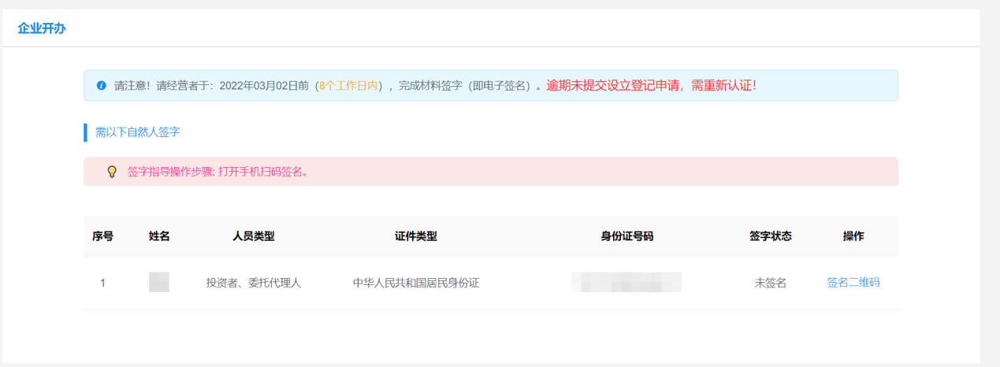 企业开办
请注意！请经营者于：2022年03月02日前（8个工作日内），完成材料签字（即电子签名）。逾期未提交设立登记申请，需重新认证！
需以下自然人签字
签字指导操作步骤: 打开手机扫码签名。
序号 姓名 人员类型 证件类型 身份证号码 签字状态 操作
1 投资者、委托代理人 中华人民共和国居民身份证 未签名 签名二维码